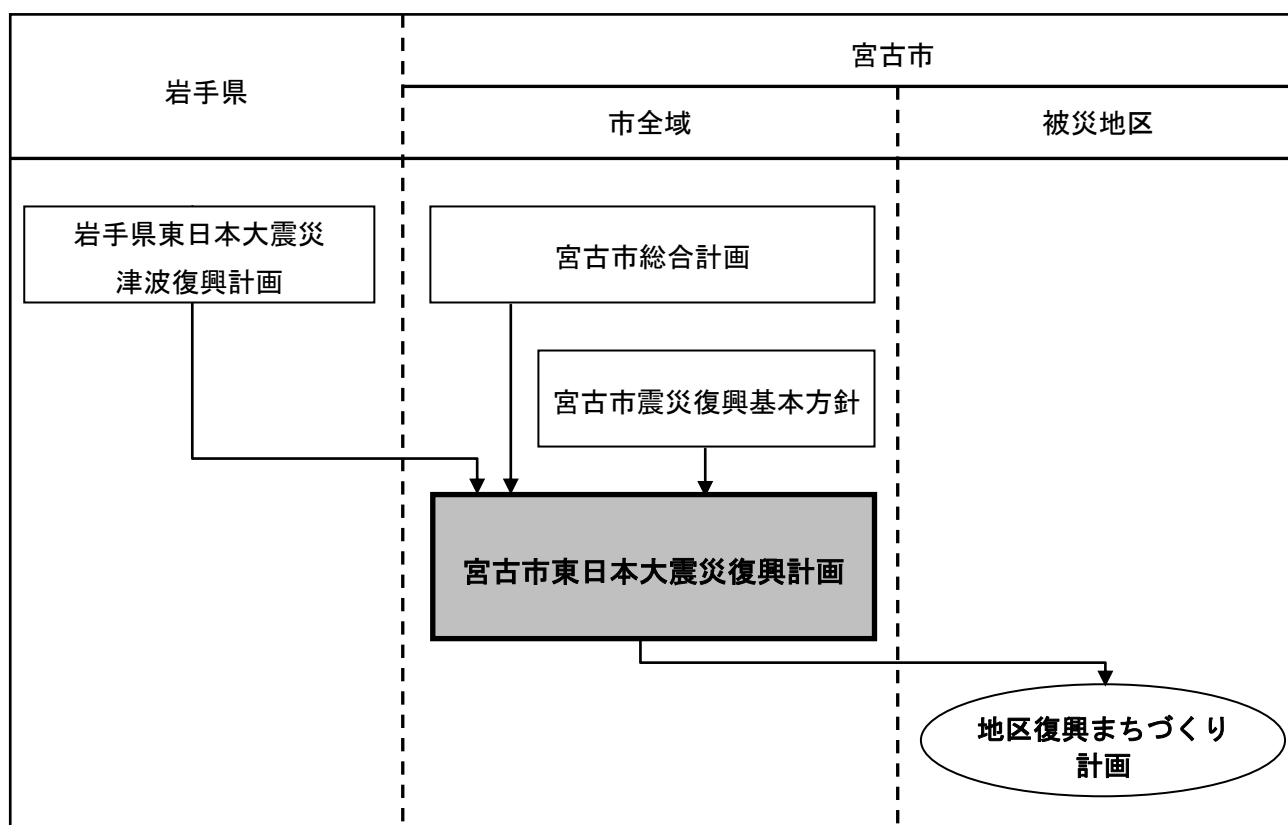 岩手県
宮古市
市全域
被災地区
岩手県東日本大震災
津波復興計画
宮古市総合計画
宮古市震災復興基本方針
宮古市東日本大震災復興計画
地区復興まちづくり
計画